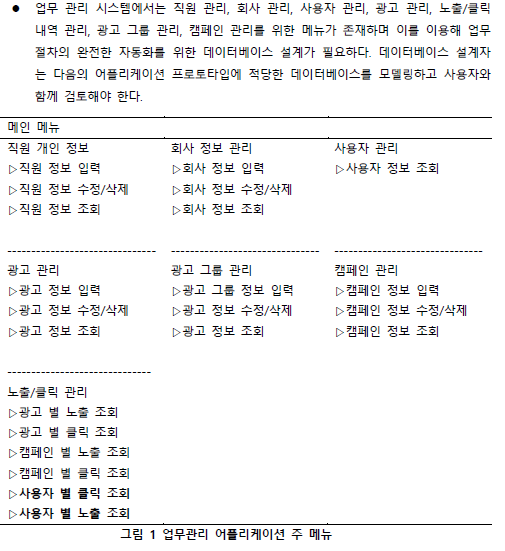 ● 업무 관리 시스템에서는 직원 관리, 회사 관리, 사용자 관리, 광고 관리, 노출/클릭
내역 관리, 광고 그룹 관리, 캠페인 관리를 위한 메뉴가 존재하며 이를 이용해 업무
절차의 완전한 자동화를 위한 데이터베이스 설계가 필요하다. 데이터베이스 설계자
는 다음의 어플리케이션 프로토타입에 적당한 데이터베이스를 모델링하고 사용자와
함께 검토해야 한다.
메인 메뉴
직원 개인 정보 회사 정보 관리 사용자 관리
▷직원 정보 입력 ▷회사 정보 입력 ▷사용자 정보 조회
▷직원 정보 수정/삭제 ▷회사 정보 수정/삭제
▷직원 정보 조회 ▷회사 정보 조회
------------------------------- ------------------------------- -------------------------------
광고 관리 광고 그룹 관리 캠페인 관리
▷광고 정보 입력 ▷광고 그룹 정보 입력 ▷캠페인 정보 입력
▷광고 정보 수정/삭제 ▷광고 정보 수정/삭제 ▷캠페인 정보 수정/삭제
▷광고 정보 조회 ▷광고 정보 조회 ▷캠페인 정보 조회
------------------------------
노출/클릭 관리
▷광고 별 노출 조회
▷광고 별 클릭 조회
▷캠페인 별 노출 조회
▷캠페인 별 클릭 조회
▷사용자 별 클릭 조회
▷사용자 별 노출 조회
그림 1 업무관리 어플리케이션 주 메뉴